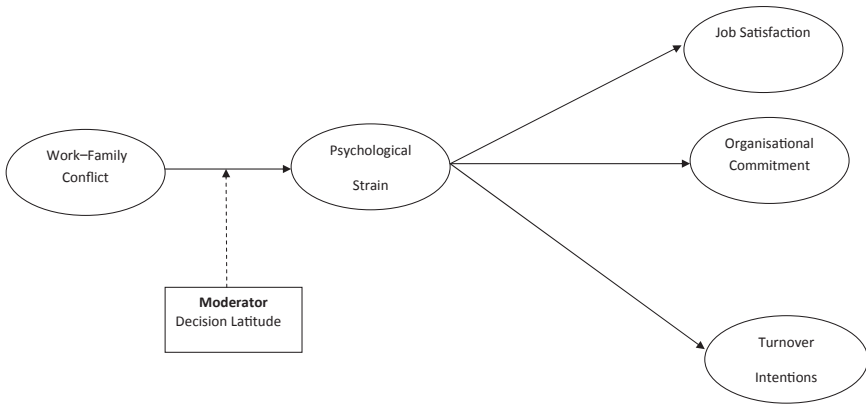 Job Satisfaction
Work–Family
Conflict
Psychological
Strain
Organisational
Commitment
Moderator
Decision Latitude
Turnover
Intentions